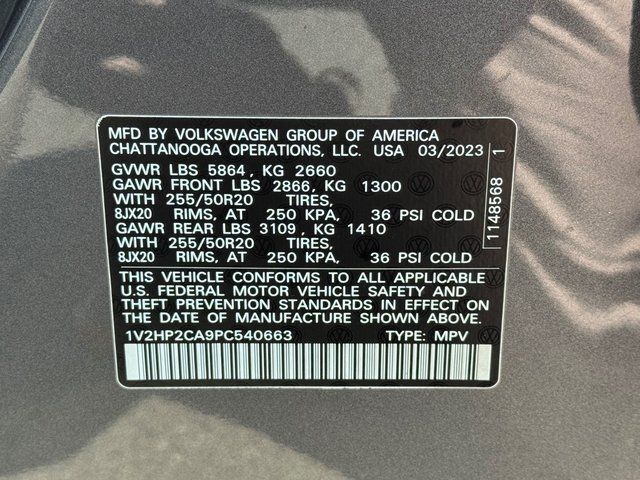 MFD BY VOLKSWAGEN GROUP OF AMERICA
CHATTANOOGA OPERATIONS, LLC. USA 03/2023
GVWR LBS 5864, KG 2660
GAWR FRONT LBS 2866, KG 1300
WITH 255/50R20 TIRES,
8JX20 RIMS, AT 250 KPA, 36 PSI COLD
GAWR REAR LBS 3109, KG 1410
WITH 255/50R20 TIRES,
8JX20 RIMS, AT 250 KPA, 36 PSI COLD
THIS VEHICLE CONFORMS TO ALL APPLICABLE
U.S. FEDERAL MOTOR VEHICLE SAFETY AND
THEFT PREVENTION STANDARDS IN EFFECT ON
THE DATE OF MANUFACTURE SHOWN ABOVE.
1V2HP2CA9PC540663 TYPE: MPV
1148568 1